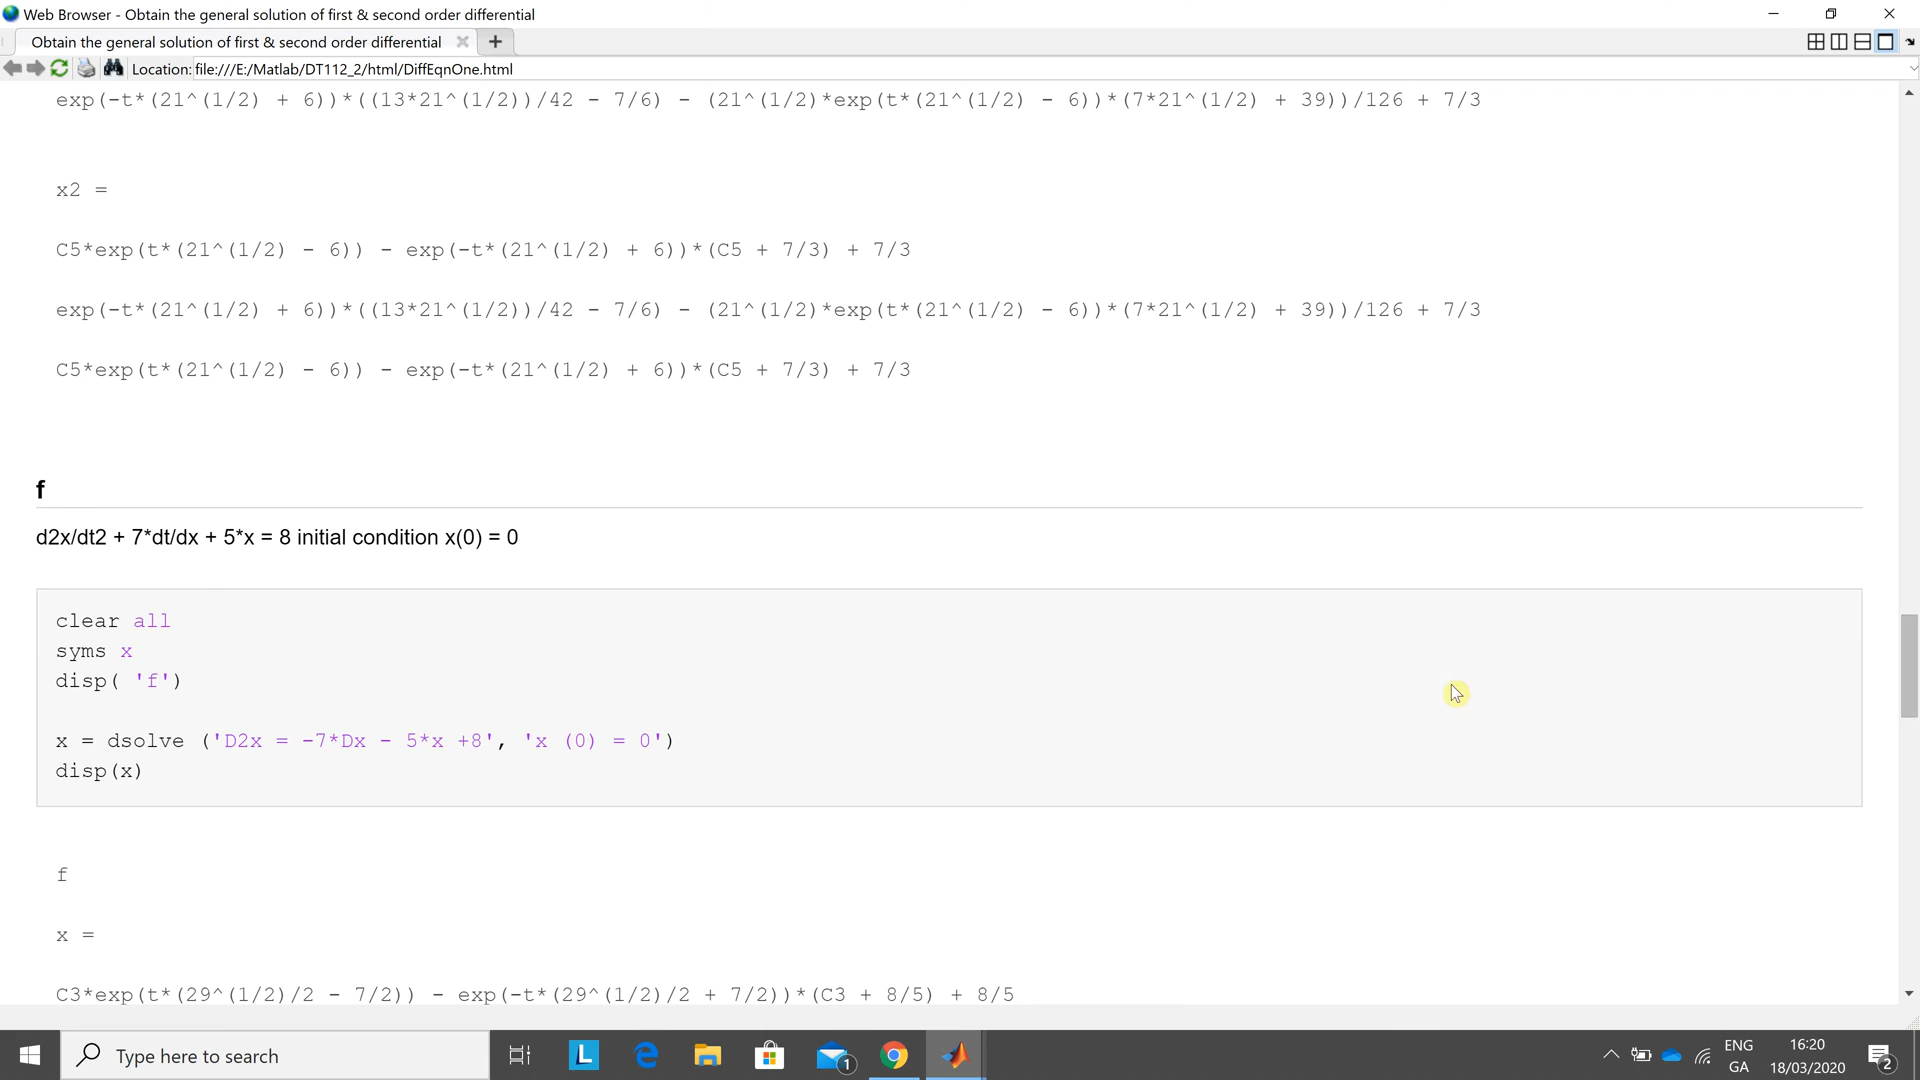 Web Browser - Obtain the general solution of first & second order differential
Obtain the general solution of first & second order differential
Location: file:///E:/Matlab/DT112_2/html/DiffEqnOne.html
exp(-t*(21^(1/2) + 6))*((13*21^(1/2))/42 - 7/6) - (21^(1/2)*exp(t*(21^(1/2) - 6))*(7*21^(1/2) + 39))/126 + 7/3
x2 =
C5*exp(t*(21^(1/2) - 6)) - exp(-t*(21^(1/2) + 6))*(C5 + 7/3) + 7/3
exp(-t*(21^(1/2) + 6))*((13*21^(1/2))/42 - 7/6) - (21^(1/2)*exp(t*(21^(1/2) - 6))*(7*21^(1/2) + 39))/126 + 7/3
C5*exp(t*(21^(1/2) - 6)) - exp(-t*(21^(1/2) + 6))*(C5 + 7/3) + 7/3
f
d2x/dt2 + 7*dt/dx + 5*x = 8 initial condition x(0) = 0
clear all
syms x
disp( 'f')
x = dsolve ('D2x = -7*Dx - 5*x +8', 'x (0) = 0')
disp(x)
f
x =
C3*exp(t*(29^(1/2)/2 - 7/2)) - exp(-t*(29^(1/2)/2 + 7/2))*(C3 + 8/5) + 8/5
Type here to search
L
1
ENG
GA
16:20
18/03/2020
2